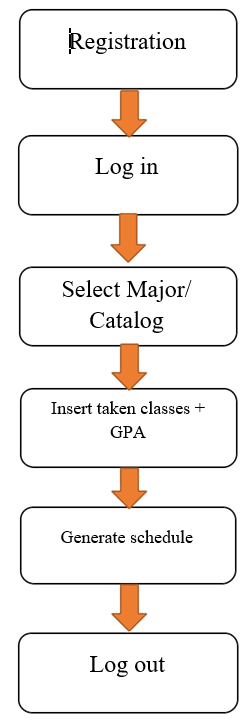 Registration
Log in
Select Major/
Catalog
Insert taken classes +
GPA
Generate schedule
Log out